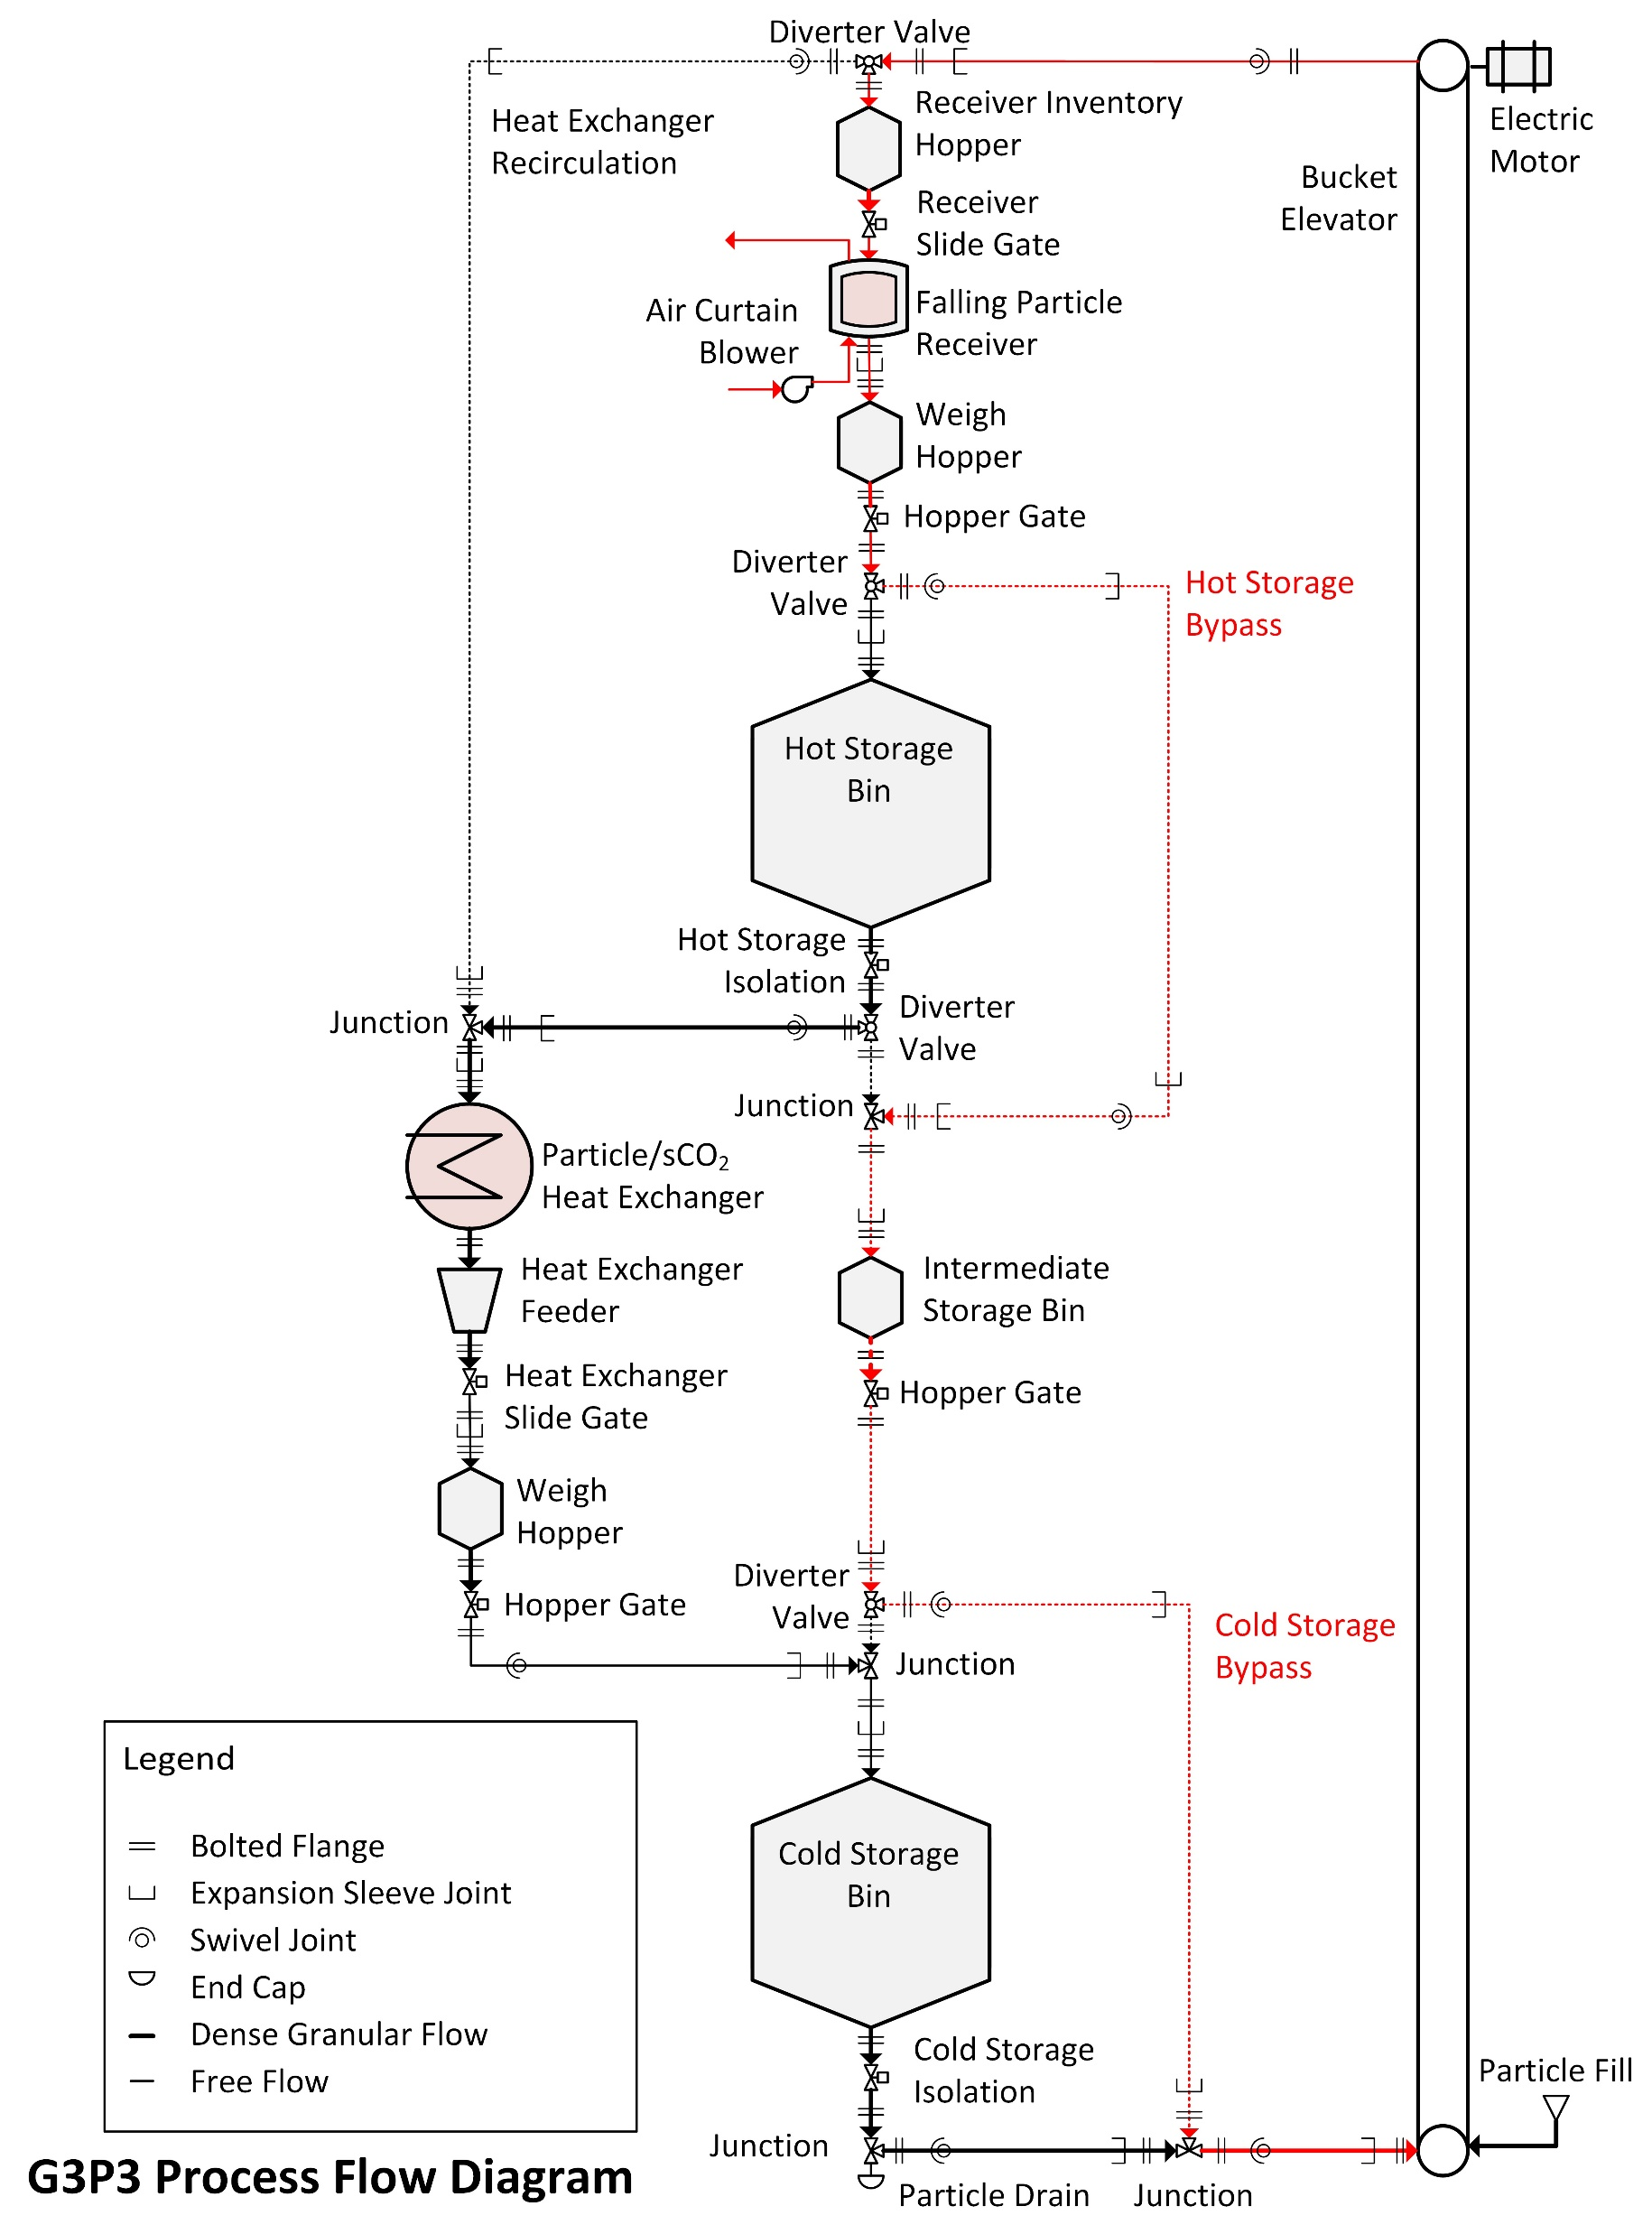 Diverter Valve
Heat Exchanger
Recirculation
Receiver Inventory
Hopper
Electric
Motor
Bucket
Elevator
Receiver
Slide Gate
Air Curtain
Blower
Falling Particle
Receiver
Weigh
Hopper
Hopper Gate
Diverter
Valve
Hot Storage
Bypass
Hot Storage
Bin
Hot Storage
Isolation
Junction
Diverter
Valve
Junction
Particle/sCO₂
Heat Exchanger
Heat Exchanger
Feeder
Intermediate
Storage Bin
Heat Exchanger
Slide Gate
Hopper Gate
Weigh
Hopper
Hopper Gate
Diverter
Valve
Cold Storage
Bypass
Junction
Legend
Bolted Flange
Expansion Sleeve Joint
Swivel Joint
End Cap
Dense Granular Flow
Free Flow
Cold Storage
Bin
Cold Storage
Isolation
Particle Fill
Junction
Particle Drain
Junction
G3P3 Process Flow Diagram